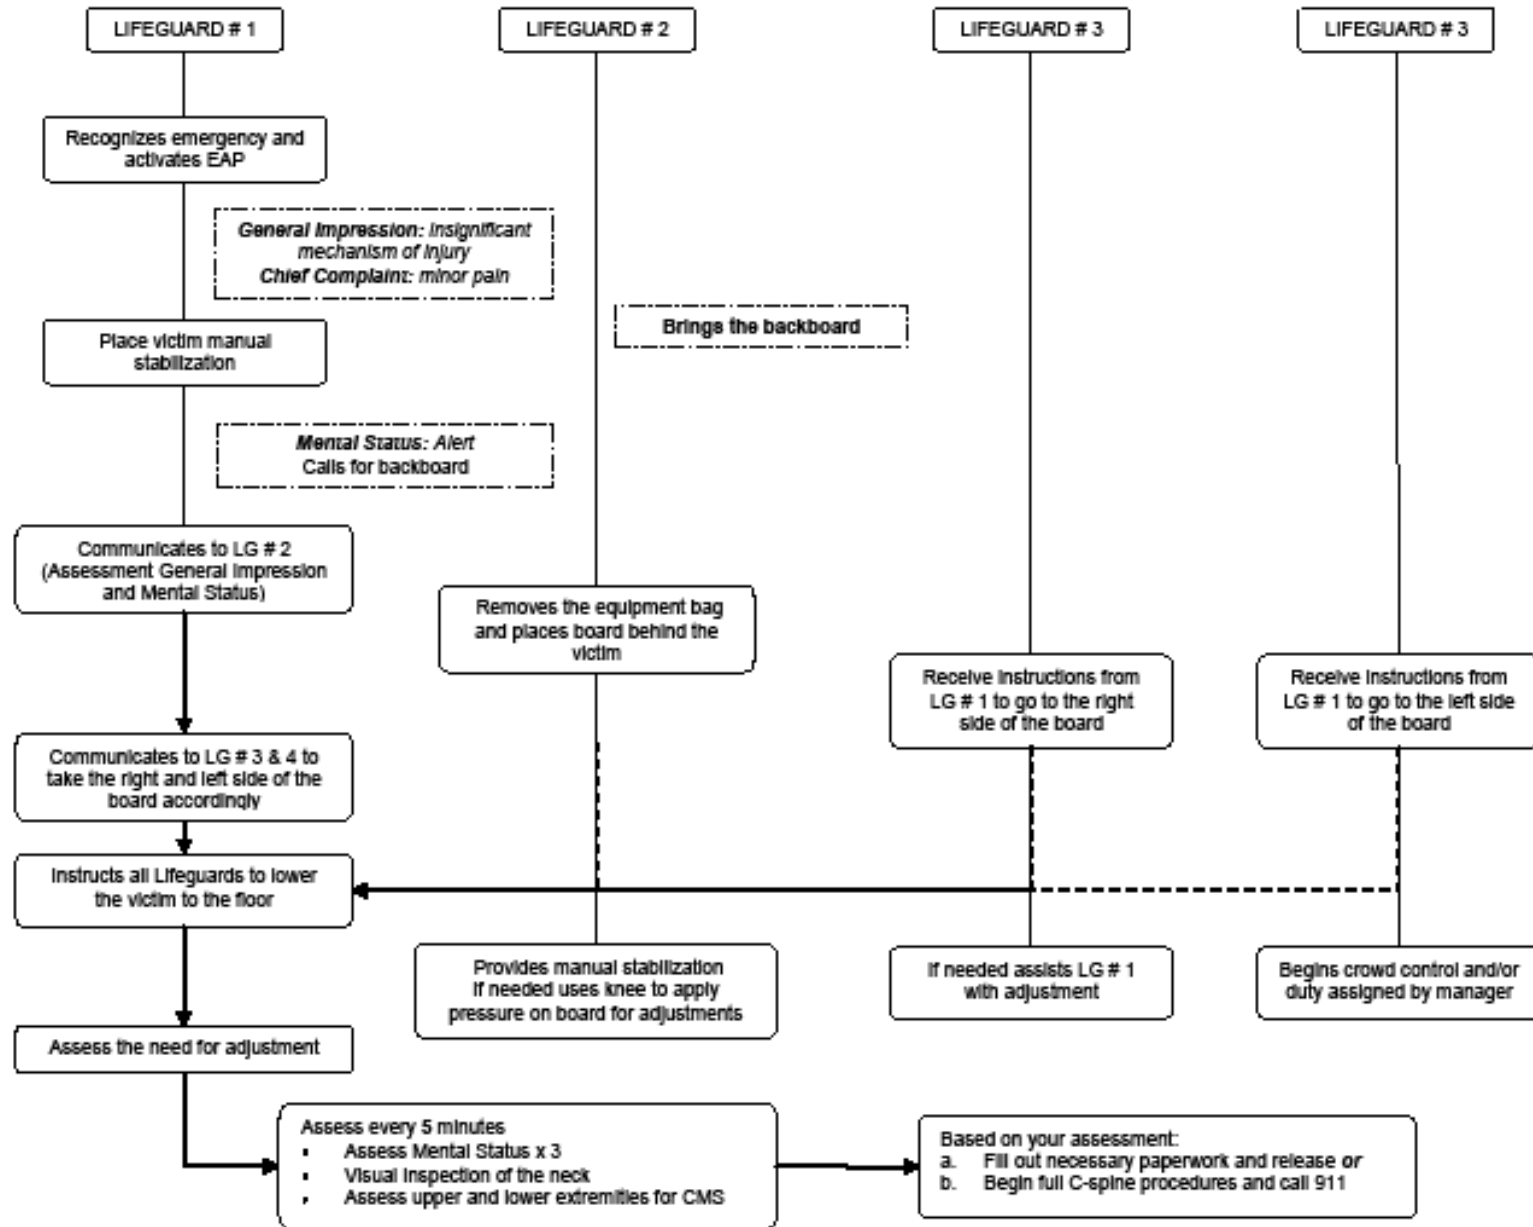 LIFEGUARD # 1
LIFEGUARD # 2
LIFEGUARD # 3
LIFEGUARD # 3
Recognizes emergency and
activates EAP
General Impression: Insignificant
mechanism of injury
Chief Complaint: minor pain
Brings the backboard
Place victim manual
stabilization
Mental Status: Alert
Calls for backboard
Communicates to LG # 2
(Assessment General Impression
and Mental Status)
Removes the equipment bag
and places board behind the
victim
Receive instructions from
LG # 1 to go to the right
side of the board
Receive instructions from
LG # 1 to go to the left side
of the board
Communicates to LG # 3 & 4 to
take the right and left side of the
board accordingly
Instructs all Lifeguards to lower
the victim to the floor
Provides manual stabilization
If needed uses knee to apply
pressure on board for adjustments
If needed assists LG # 1
with adjustment
Begins crowd control and/or
duty assigned by manager
Assess the need for adjustment
Assess every 5 minutes
▪ Assess Mental Status x 3
▪ Visual Inspection of the neck
▪ Assess upper and lower extremities for CMS
Based on your assessment:
a. Fill out necessary paperwork and release or
b. Begin full C-spine procedures and call 911